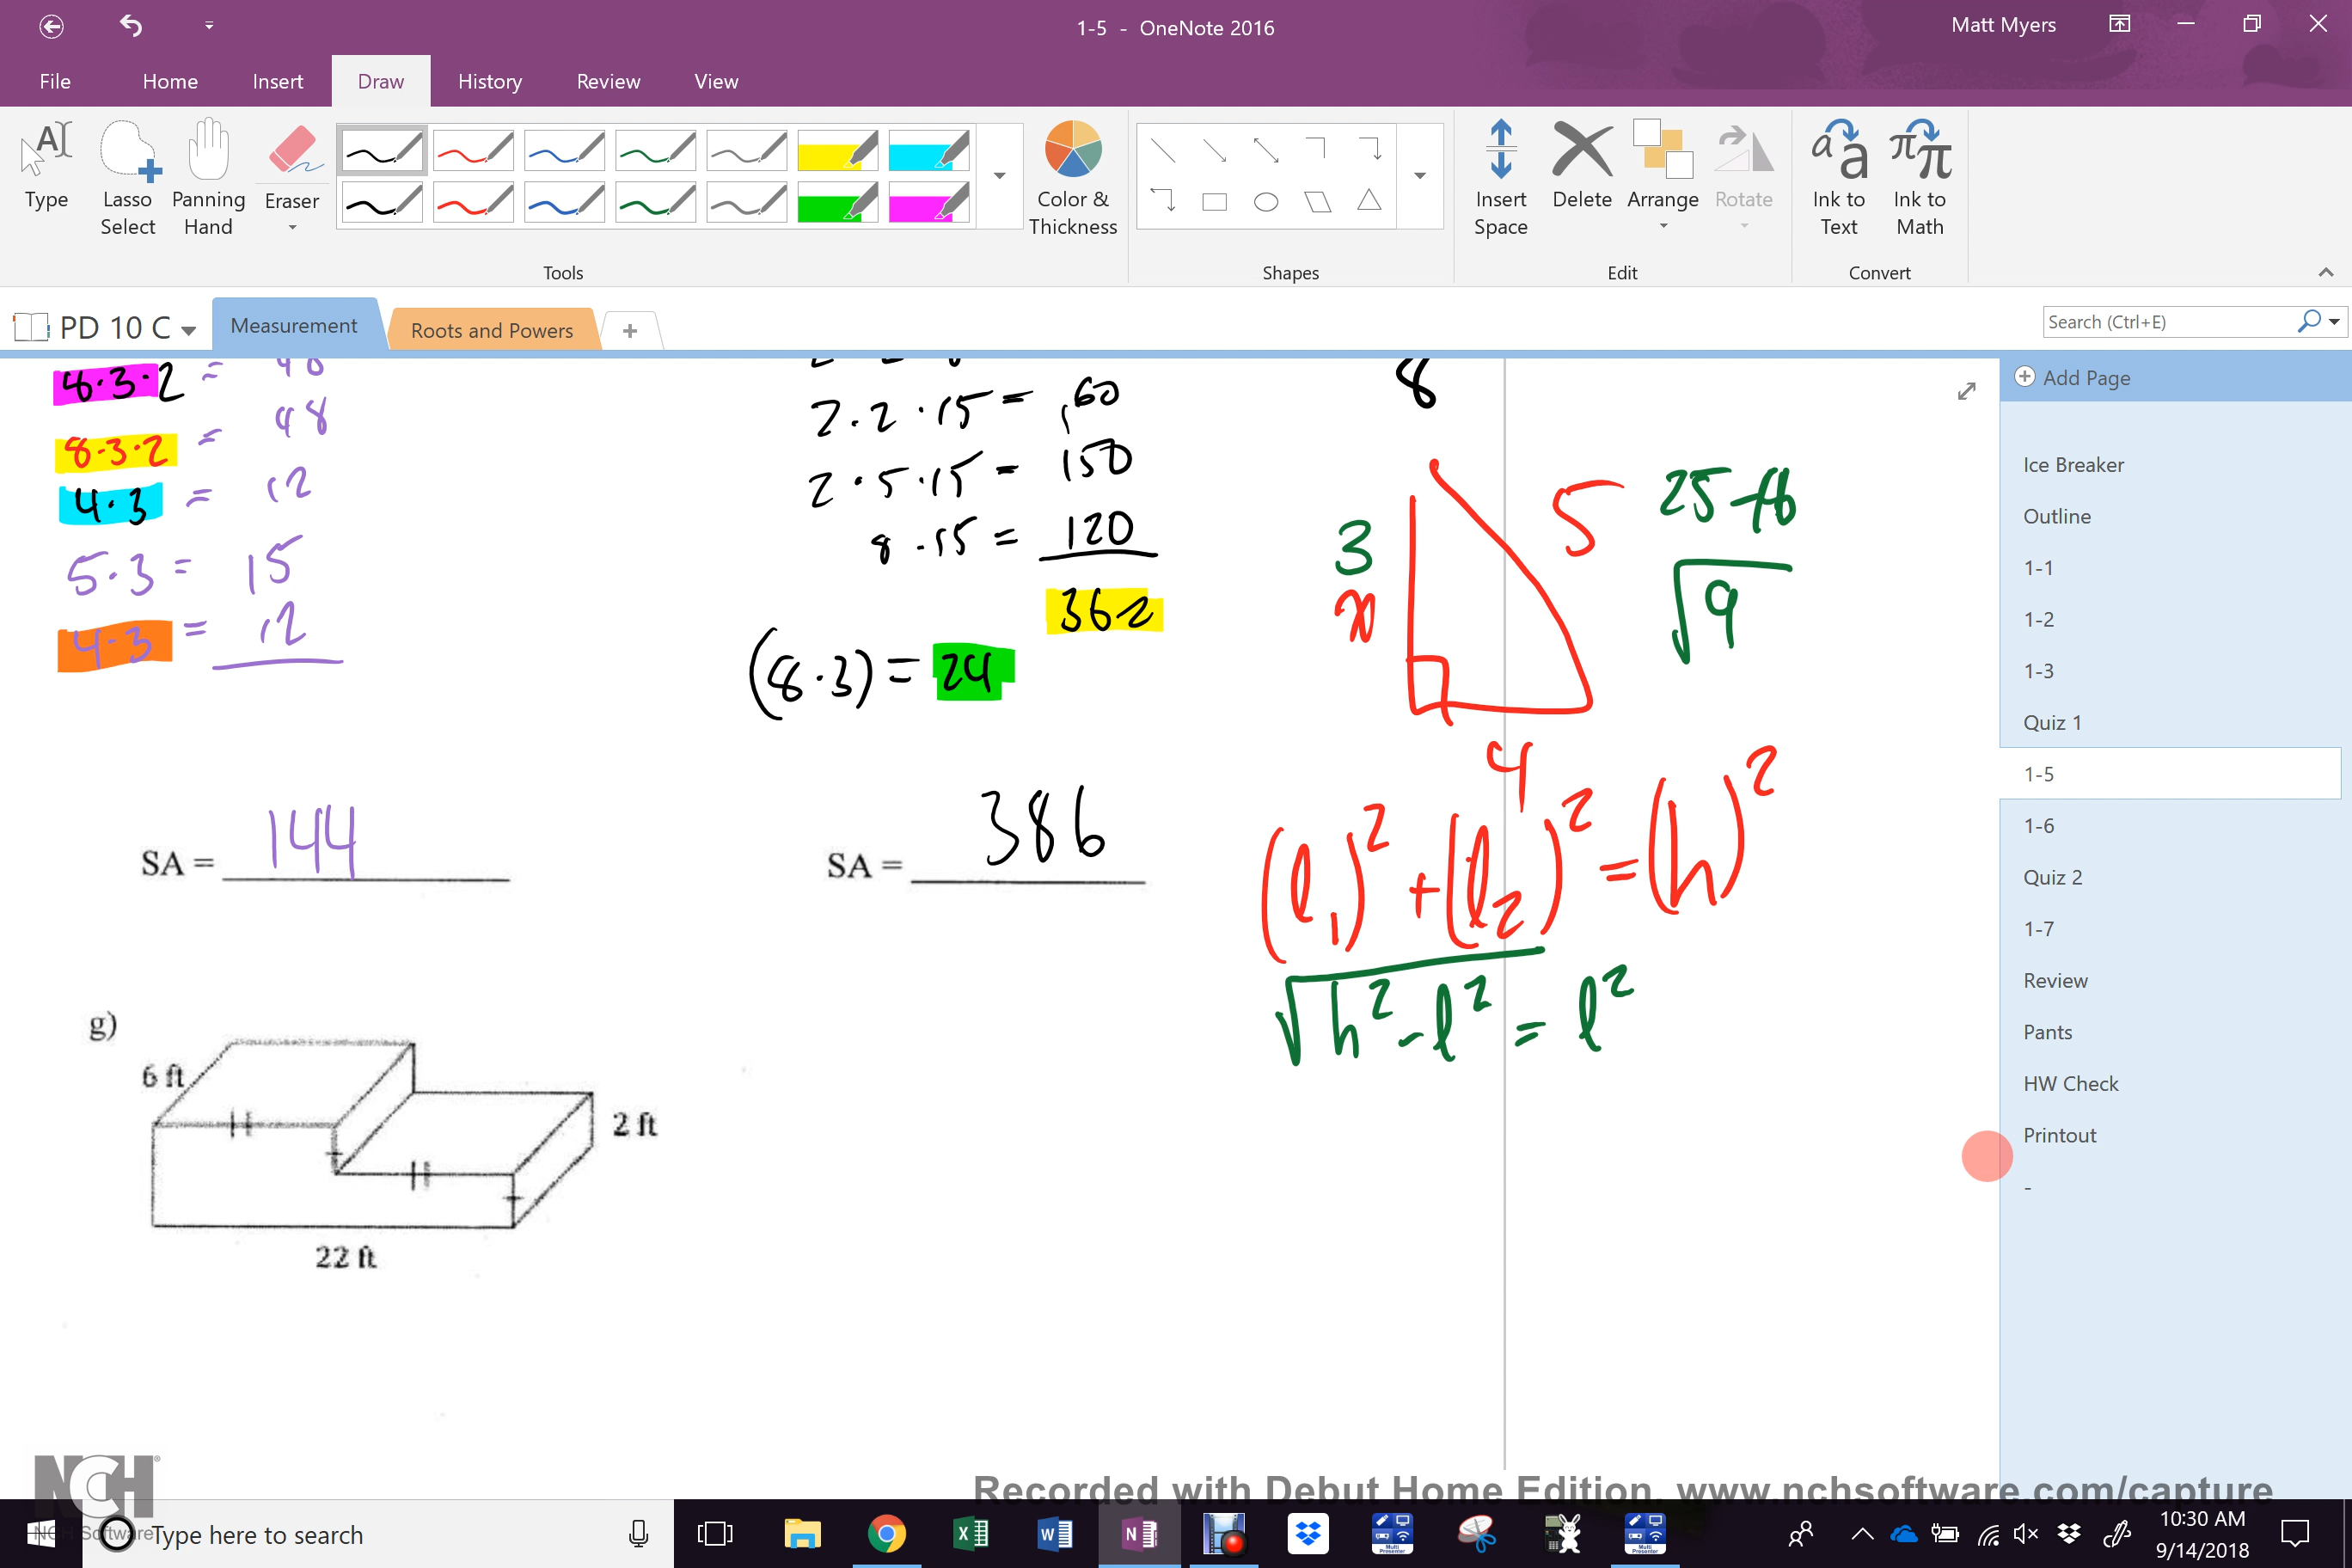 1-5 - OneNote 2016
Matt Myers
File Home Insert Draw History Review View
Type
Lasso Select
Panning Hand
Eraser
Color & Thickness
Insert Space
Delete
Arrange
Rotate
Ink to Text
Ink to Math
Tools
Shapes
Edit
Convert
PD 10 C
Measurement
Roots and Powers
Search (Ctrl+E)
8·3·2 = 48
8·3·2 = 48
4·3 = 12
5·3 = 15
4·3 = 12
SA = 144
2·2·15 = 60
2·5·15 = 150
8·15 = 120
362
(8·3) = 24
SA = 386
8
3
x
5
4
25-16
√9
(l₁)² + (l₂)² = (h)²
√h² - l² = l²
g)
6 ft
2 ft
22 ft
Add Page
Ice Breaker
Outline
1-1
1-2
1-3
Quiz 1
1-5
1-6
Quiz 2
1-7
Review
Pants
HW Check
Printout
-
NCH
NCH Software
Recorded with Debut Home Edition. www.nchsoftware.com/capture
Type here to search
10:30 AM
9/14/2018